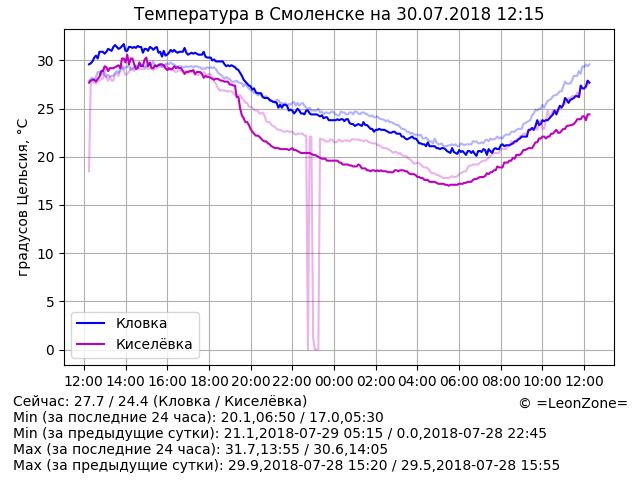 Температура в Смоленске на 30.07.2018 12:15
градусов Цельсия, °C
30
25
20
15
10
5
0
Кловка
Киселёвка
12:00 14:00 16:00 18:00 20:00 22:00 00:00 02:00 04:00 06:00 08:00 10:00 12:00
Сейчас: 27.7 / 24.4 (Кловка / Киселёвка)
© =LeonZone=
Min (за последние 24 часа): 20.1,06:50 / 17.0,05:30
Min (за предыдущие сутки): 21.1,2018-07-29 05:15 / 0.0,2018-07-28 22:45
Max (за последние 24 часа): 31.7,13:55 / 30.6,14:05
Max (за предыдущие сутки): 29.9,2018-07-28 15:20 / 29.5,2018-07-28 15:55